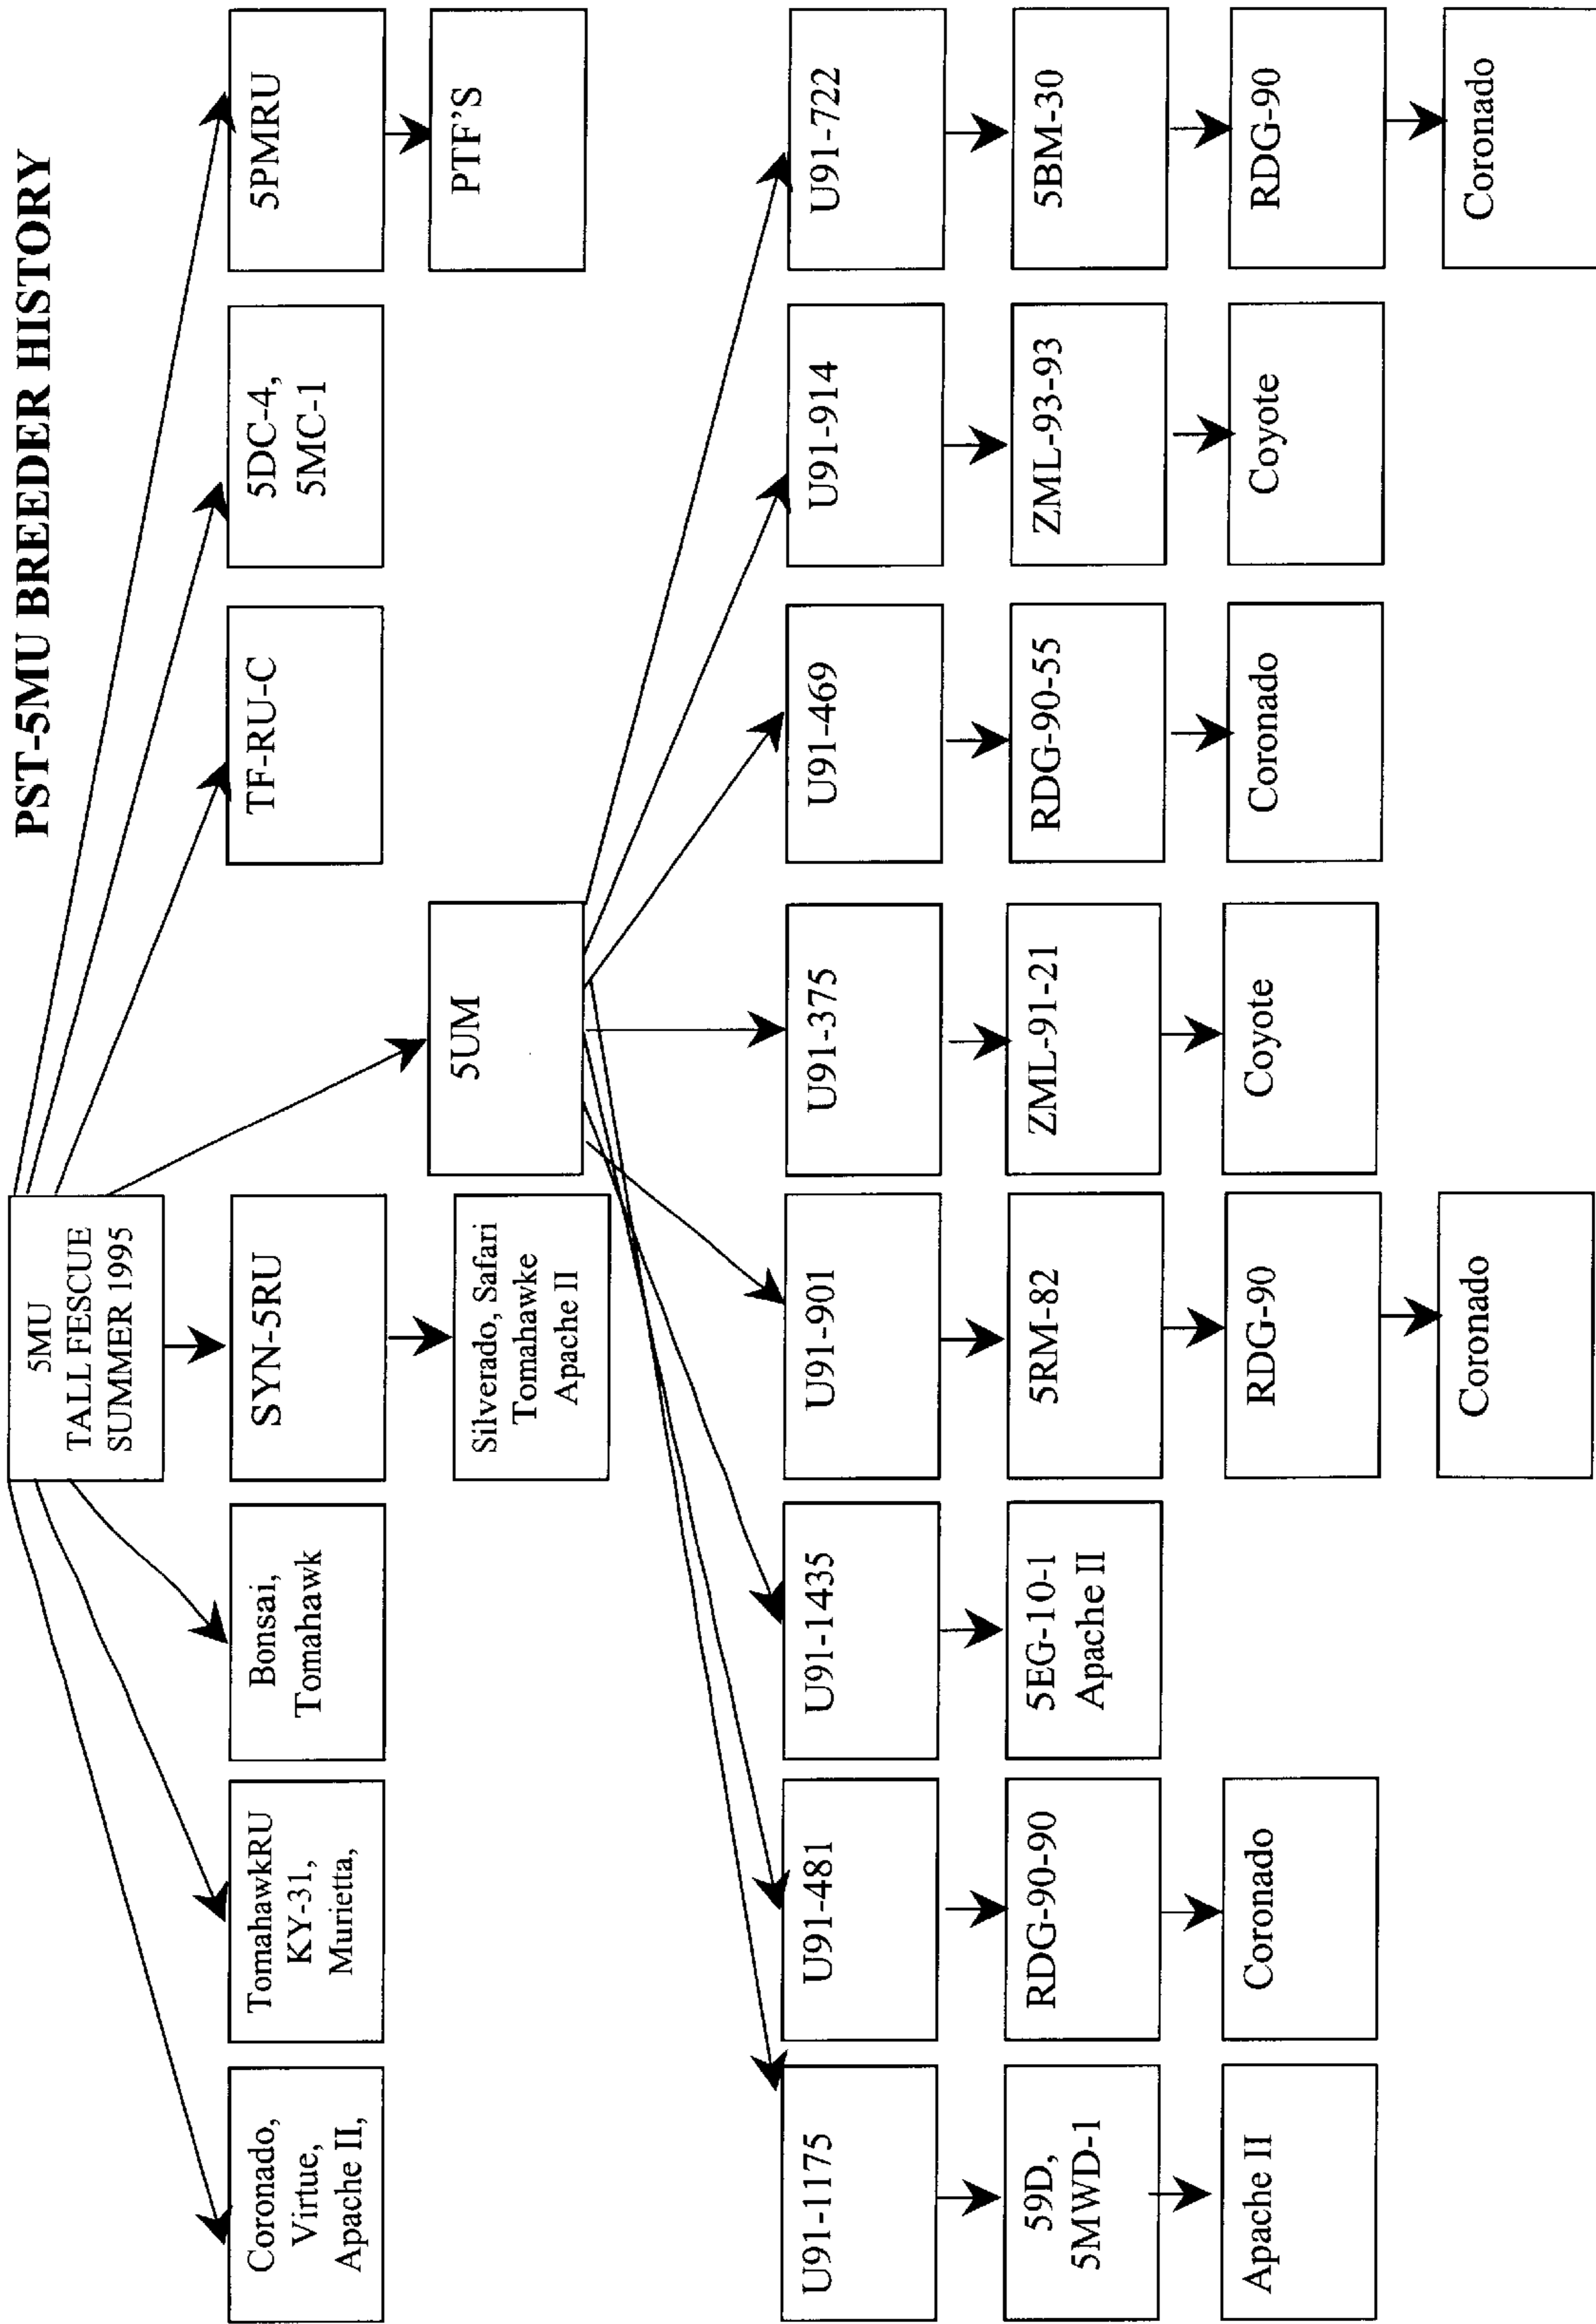 PST-5MU BREEDER HISTORY
5MU
TALL FESCUE
SUMMER 1995
Coronado,
Virtue,
Apache II,
TomahawkRU
KY-31,
Murietta,
Bonsai,
Tomahawk
SYN-5RU
TF-RU-C
5DC-4,
5MC-1
5PMRU
Silverado, Safari
Tomahawke
Apache II
5UM
PTF'S
U91-1175
U91-481
U91-1435
U91-901
U91-375
U91-469
U91-914
U91-722
59D,
5MWD-1
RDG-90-90
5EG-10-1
Apache II
5RM-82
ZML-91-21
RDG-90-55
ZML-93-93
5BM-30
Apache II
Coronado
RDG-90
Coyote
Coronado
Coyote
RDG-90
Coronado
Coronado